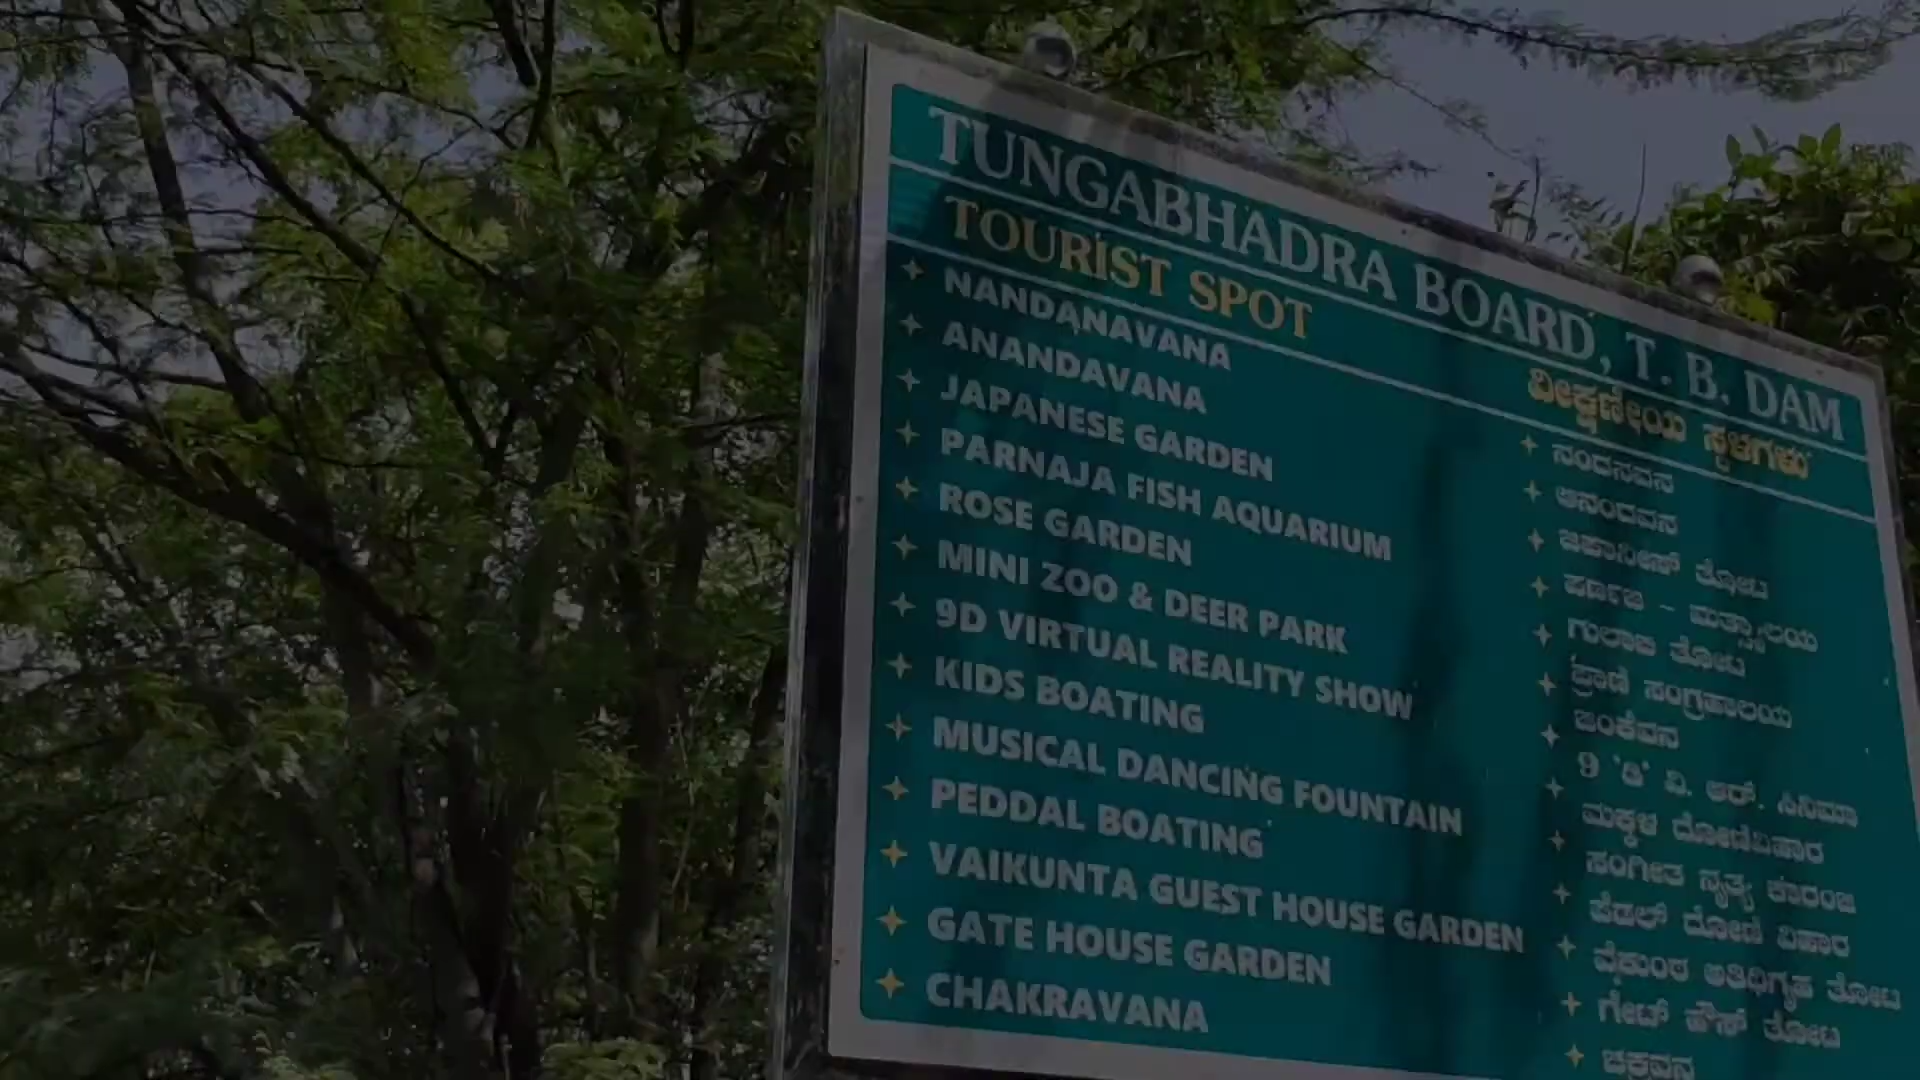 TUNGABHADRA BOARD, T. B. DAM
TOURIST SPOT
ವೀಕ್ಷಣೀಯ ಸ್ಥಳಗಳು
NANDANAVANA
ANANDAVANA
JAPANESE GARDEN
PARNAJA FISH AQUARIUM
ROSE GARDEN
MINI ZOO & DEER PARK
9D VIRTUAL REALITY SHOW
KIDS BOATING
MUSICAL DANCING FOUNTAIN
PEDDAL BOATING
VAIKUNTA GUEST HOUSE GARDEN
GATE HOUSE GARDEN
CHAKRAVANA
ನಂದನವನ
ಆನಂದವನ
ಜಪಾನೀಸ್ ತೋಟ
ಪರ್ಣಜ - ಮತ್ಸ್ಯಾಲಯ
ಗುಲಾಬಿ ತೋಟ
ಪ್ರಾಣಿ ಸಂಗ್ರಹಾಲಯ
ಜಿಂಕೆವನ
9 'ಡಿ' ವಿ. ಆರ್. ಸಿನಿಮಾ
ಮಕ್ಕಳ ದೋಣಿವಿಹಾರ
ಸಂಗೀತ ನೃತ್ಯ ಕಾರಂಜಿ
ಪೆಡಲ್ ದೋಣಿ ವಿಹಾರ
ವೈಕುಂಠ ಅತಿಥಿಗೃಹ ತೋಟ
ಗೇಟ್ ಹೌಸ್ ತೋಟ
ಚಕ್ರವನ